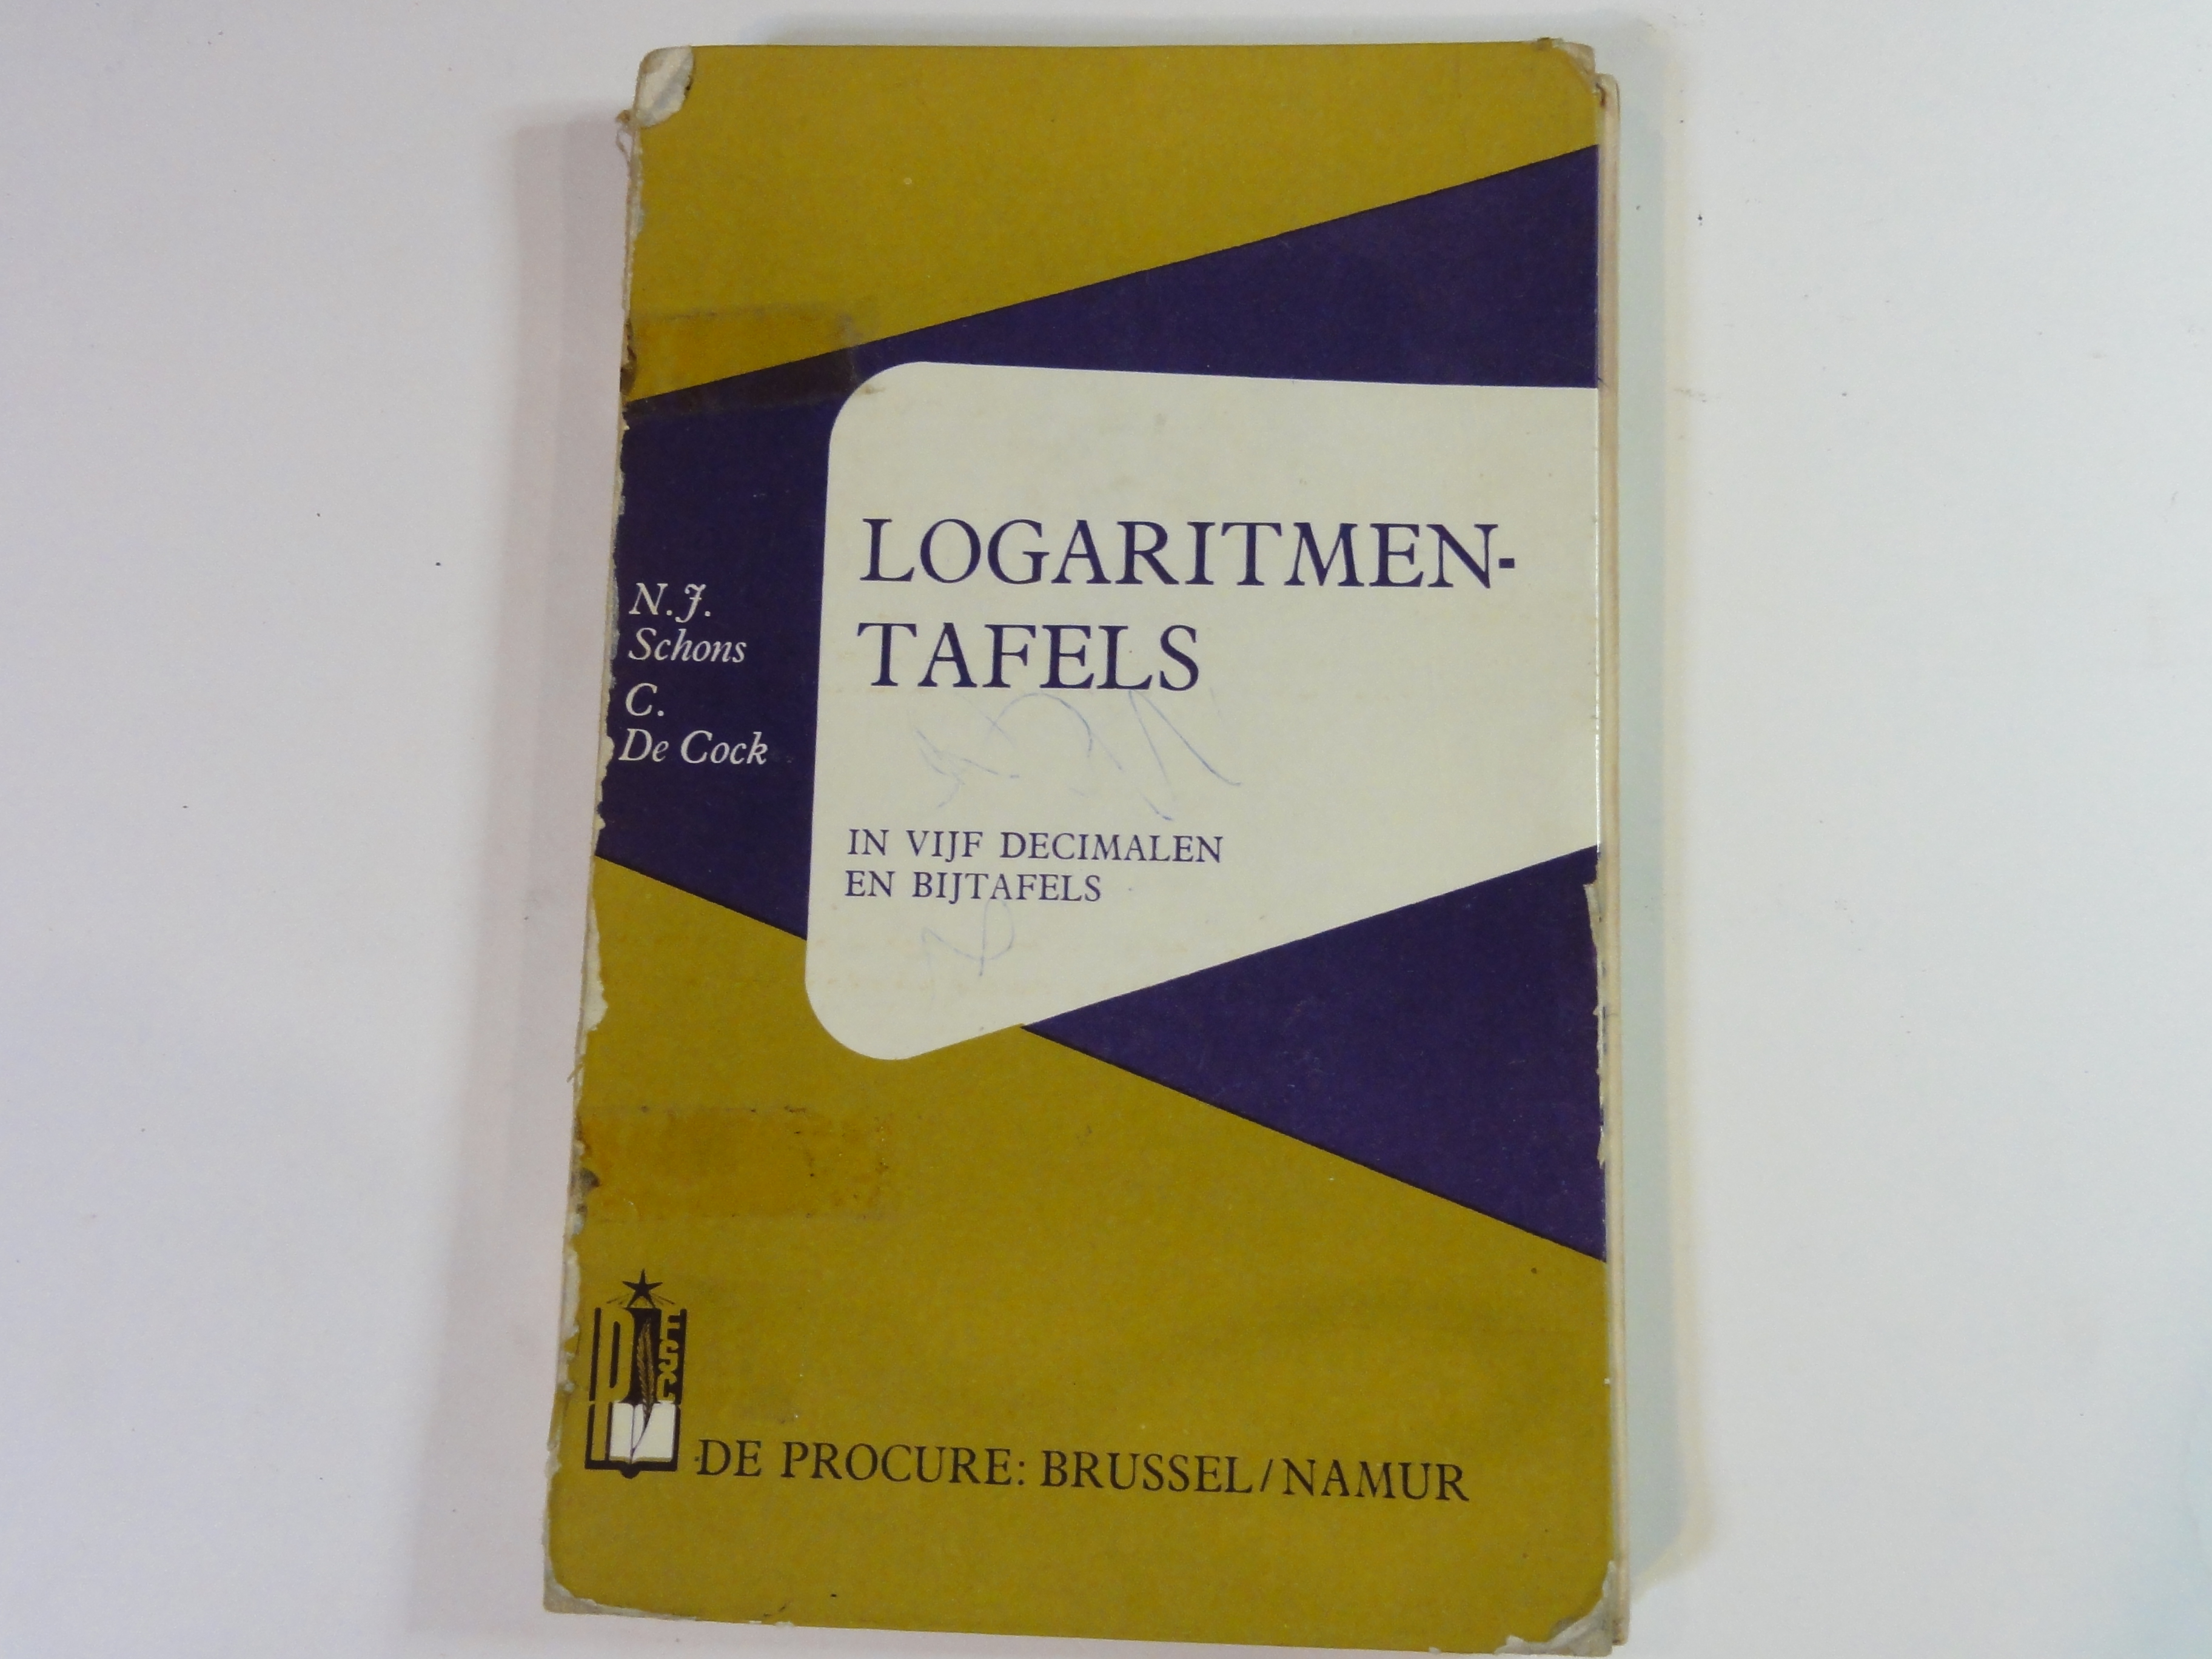 LOGARITMEN-
TAFELS
N.J.
Schons
C.
De Cock
IN VIJF DECIMALEN
EN BIJTAFELS
DE PROCURE: BRUSSEL/NAMUR